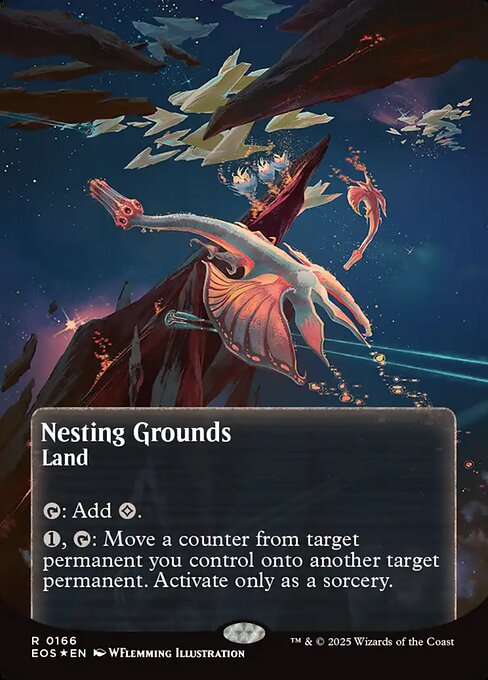 Nesting Grounds
Land
: Add .
1, : Move a counter from target
permanent you control onto another target
permanent. Activate only as a sorcery.
R 0166
™ & © 2025 Wizards of the Coast
EOS★EN WFLEMMING ILLUSTRATION